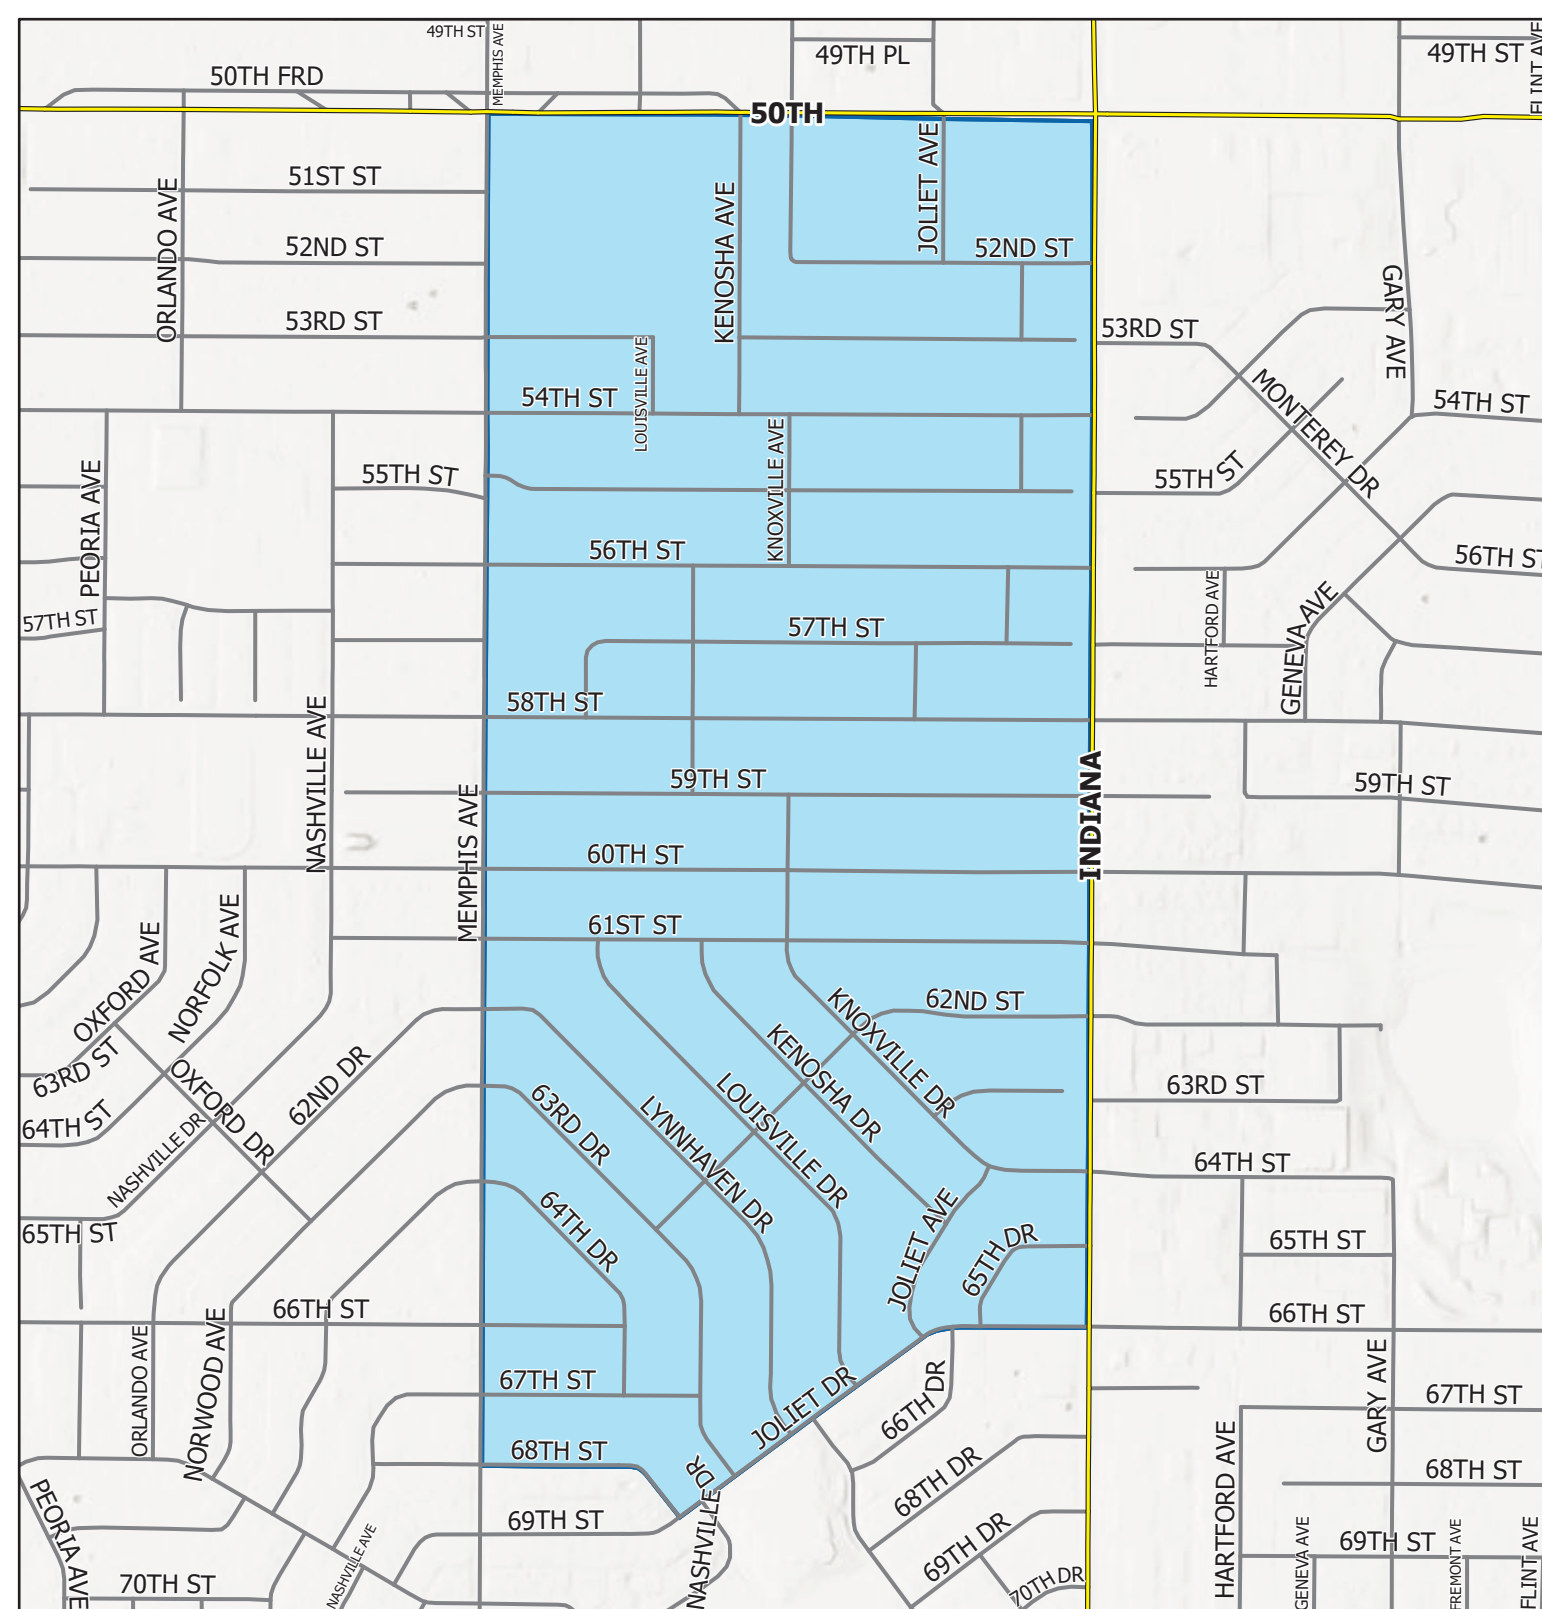 49TH ST
MEMPHIS AVE
49TH PL
49TH ST
FLINT AVE
50TH FRD
50TH
51ST ST
ORLANDO AVE
KENOSHA AVE
JOLIET AVE
52ND ST
52ND ST
53RD ST
LOUISVILLE AVE
53RD ST
GARY AVE
MONTEREY DR
54TH ST
54TH ST
KNOXVILLE AVE
PEORIA AVE
55TH ST
55TH ST
56TH ST
56TH ST
HARTFORD AVE
GENEVA AVE
57TH ST
57TH ST
58TH ST
NASHVILLE AVE
MEMPHIS AVE
INDIANA
59TH ST
59TH ST
60TH ST
61ST ST
OXFORD AVE
NORFOLK AVE
62ND ST
KNOXVILLE DR
KENOSHA DR
63RD ST
OXFORD DR
62ND DR
63RD DR
LYNNHAVEN DR
LOUISVILLE DR
63RD ST
64TH ST
NASHVILLE DR
64TH ST
64TH DR
JOLIET AVE
65TH DR
65TH ST
65TH ST
66TH ST
66TH ST
ORLANDO AVE
NORWOOD AVE
67TH ST
JOLIET DR
66TH DR
GARY AVE
67TH ST
68TH ST
NASHVILLE DR
68TH DR
HARTFORD AVE
68TH ST
PEORIA AVE
69TH ST
69TH DR
69TH ST
NASHVILLE AVE
70TH ST
70TH DR
GENEVA AVE
FREMONT AVE
FLINT AVE